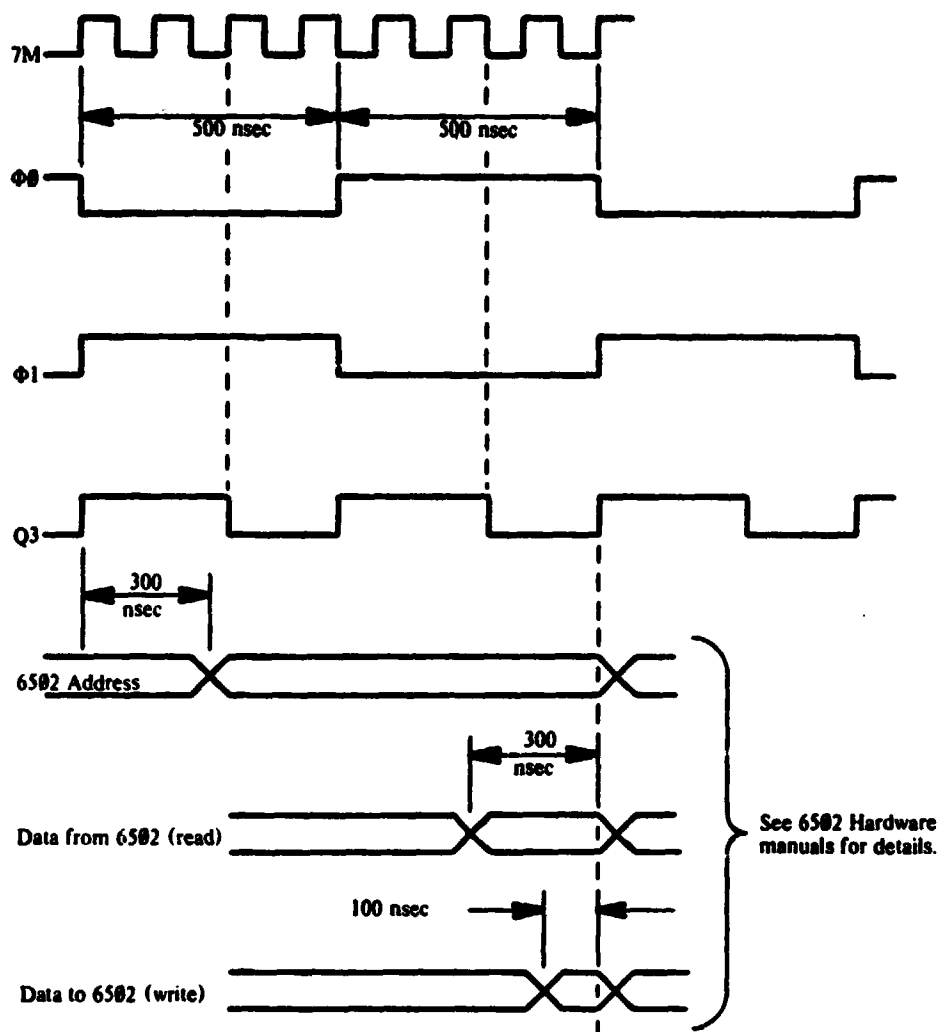 7M
500 nsec
500 nsec
Φ0
Φ1
Q3
300
nsec
6502 Address
300
nsec
Data from 6502 (read)
See 6502 Hardware
manuals for details.
100 nsec
Data to 6502 (write)